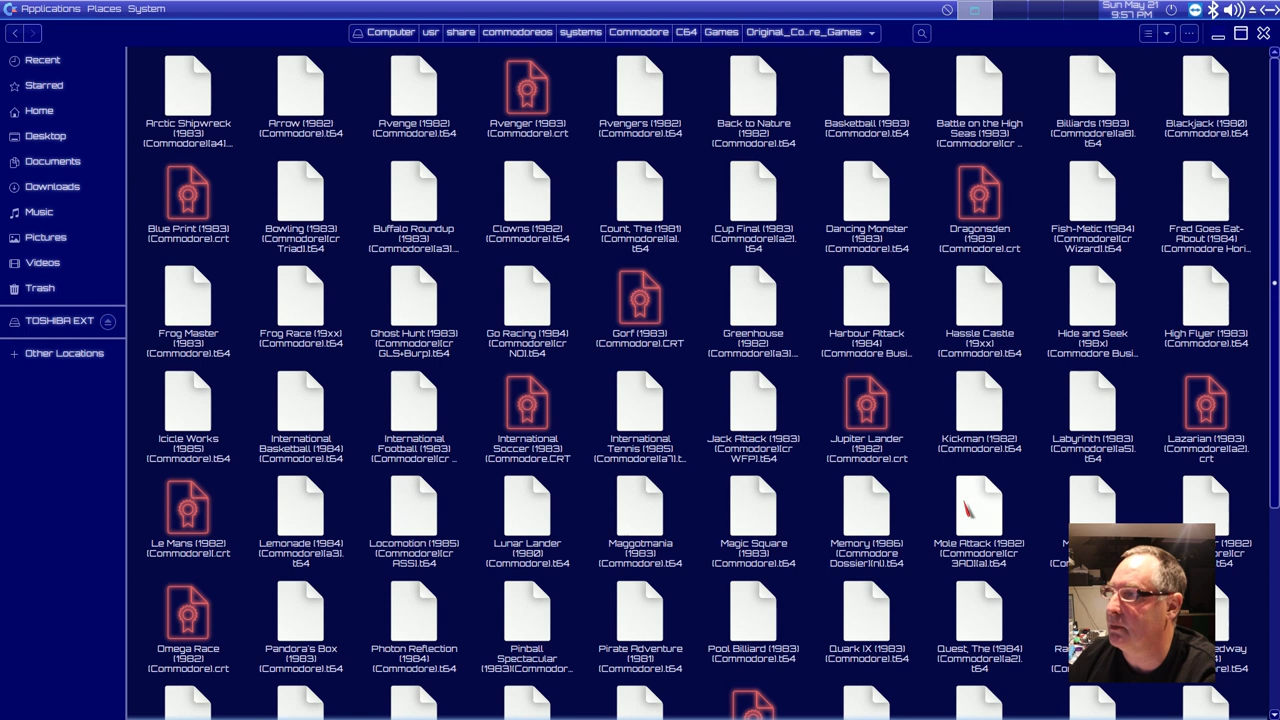 Applications Places System
Sun May 21
9:57 PM
Computer usr share commodoreos systems Commodore C64 Games Original_Co..re_Games
Recent
Starred
Home
Desktop
Documents
Downloads
Music
Pictures
Videos
Trash
TOSHIBA EXT
Other Locations
Arctic Shipwreck
(1983)
(Commodore)[a4]....
Arrow (1982)
(Commodore).t64
Avenge (1982)
(Commodore).t64
Avenger (1983)
(Commodore).crt
Avengers (1982)
(Commodore).t64
Back to Nature
(1982)
(Commodore).t64
Basketball (1983)
(Commodore).t64
Battle on the High
Seas (1983)
(Commodore)[cr ...
Billiards (1983)
(Commodore)[a8].
t64
Blackjack (1980)
(Commodore).t64
Blue Print (1983)
(Commodore).crt
Bowling (1983)
(Commodore)[cr
Triad].t64
Buffalo Roundup
(1983)
(Commodore)[a3]....
Clowns (1982)
(Commodore).t64
Count, The (1981)
(Commodore)[a].
t64
Cup Final (1983)
(Commodore)[a2].
t64
Dancing Monster
(1983)
(Commodore).t64
Dragonsden
(1983)
(Commodore).crt
Fish-Metic (1984)
(Commodore)[cr
Wizard].t64
Fred Goes Eat-
About (1984)
(Commodore Hori...
Frog Master
(1983)
(Commodore).t64
Frog Race (19xx)
(Commodore).t64
Ghost Hunt (1983)
(Commodore)[cr
GLS+Burp].t64
Go Racing (1984)
(Commodore)[cr
NO].t64
Gorf (1983)
(Commodore).CRT
Greenhouse
(1982)
(Commodore)[a3]....
Harbour Attack
(1984)
(Commodore Busi...
Hassle Castle
(19xx)
(Commodore).t64
Hide and Seek
(198x)
(Commodore Busi...
High Flyer (1983)
(Commodore).t64
Icicle Works
(1985)
(Commodore).t64
International
Basketball (1984)
(Commodore).t64
International
Football (1983)
(Commodore)[cr ...
International
Soccer (1983)
(Commodore.CRT
International
Tennis (1985)
(Commodore)[a7].t...
Jack Attack (1983)
(Commodore)[cr
WFP].t64
Jupiter Lander
(1982)
(Commodore).crt
Kickman (1982)
(Commodore).t64
Labyrinth (1983)
(Commodore)[a5].
t64
Lazarian (1983)
(Commodore)[a2].
crt
Le Mans (1982)
(Commodore)[.crt
Lemonade (1984)
(Commodore)[a3].
t64
Locomotion (1985)
(Commodore)[cr
ASS].t64
Lunar Lander
(1980)
(Commodore).t64
Maggotmania
(1983)
(Commodore).t64
Magic Square
(1983)
(Commodore).t64
Memory (1986)
(Commodore
Dossier)[nl].t64
Mole Attack (1982)
(Commodore)[cr
3AD][a].t64
Omega Race
(1982)
(Commodore).crt
Pandora's Box
(1983)
(Commodore).t64
Photon Reflection
(1984)
(Commodore).t64
Pinball
Spectacular
(1983)(Commodor...
Pirate Adventure
(1981)
(Commodore).t64
Pool Billiard (1983)
(Commodore).t64
Quark IX (1983)
(Commodore).t64
Quest, The (1984)
(Commodore)[a2].
t64